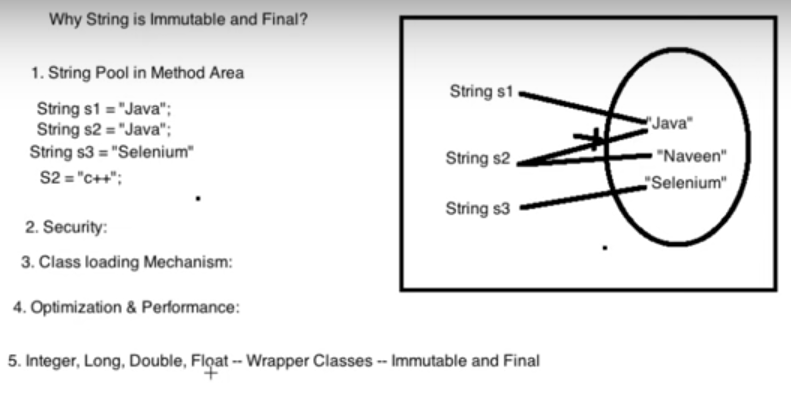 Why String is Immutable and Final?
1. String Pool in Method Area
String s1 = "Java";
String s2 = "Java";
String s3 = "Selenium"
S2 = "c++";
2. Security:
3. Class loading Mechanism:
4. Optimization & Performance:
5. Integer, Long, Double, Float -- Wrapper Classes -- Immutable and Final
String s1
String s2
String s3
"Java"
"Naveen"
"Selenium"